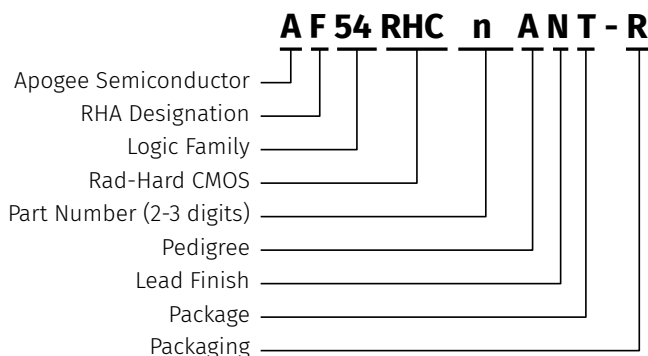 A F 54 RHC n A N T - R
Apogee Semiconductor
RHA Designation
Logic Family
Rad-Hard CMOS
Part Number (2-3 digits)
Pedigree
Lead Finish
Package
Packaging